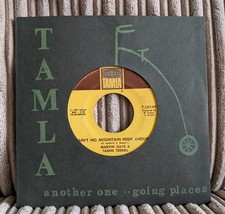 TAMLA
TAMLA
AIN'T NO MOUNTAIN HIGH ENOUGH
MARVIN GAYE &
TAMMI TERRELL
another one .. going places